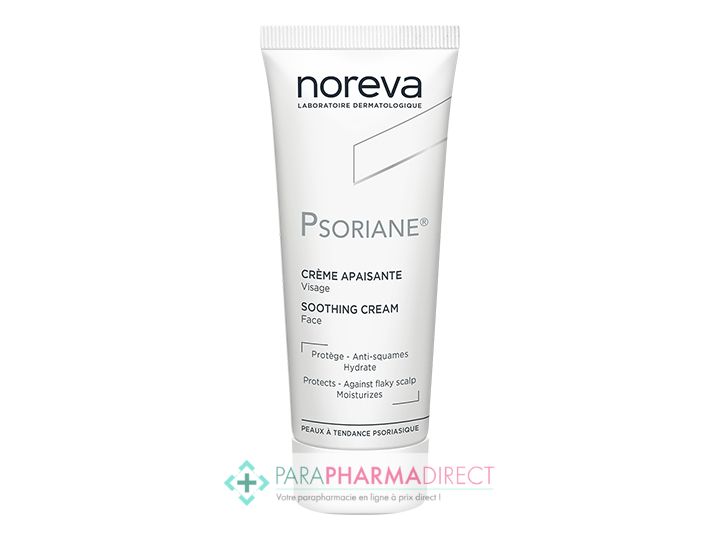 noreva
LABORATOIRE DERMATOLOGIQUE
PSORIANE®
CRÈME APAISANTE
Visage
SOOTHING CREAM
Face
Protège - Anti-squames
Hydrate
Protects - Against flaky scalp
Moisturizes
PEAUX À TENDANCE PSORIASIQUE
PARAPHARMADIRECT
Votre parapharmacie en ligne à prix direct !